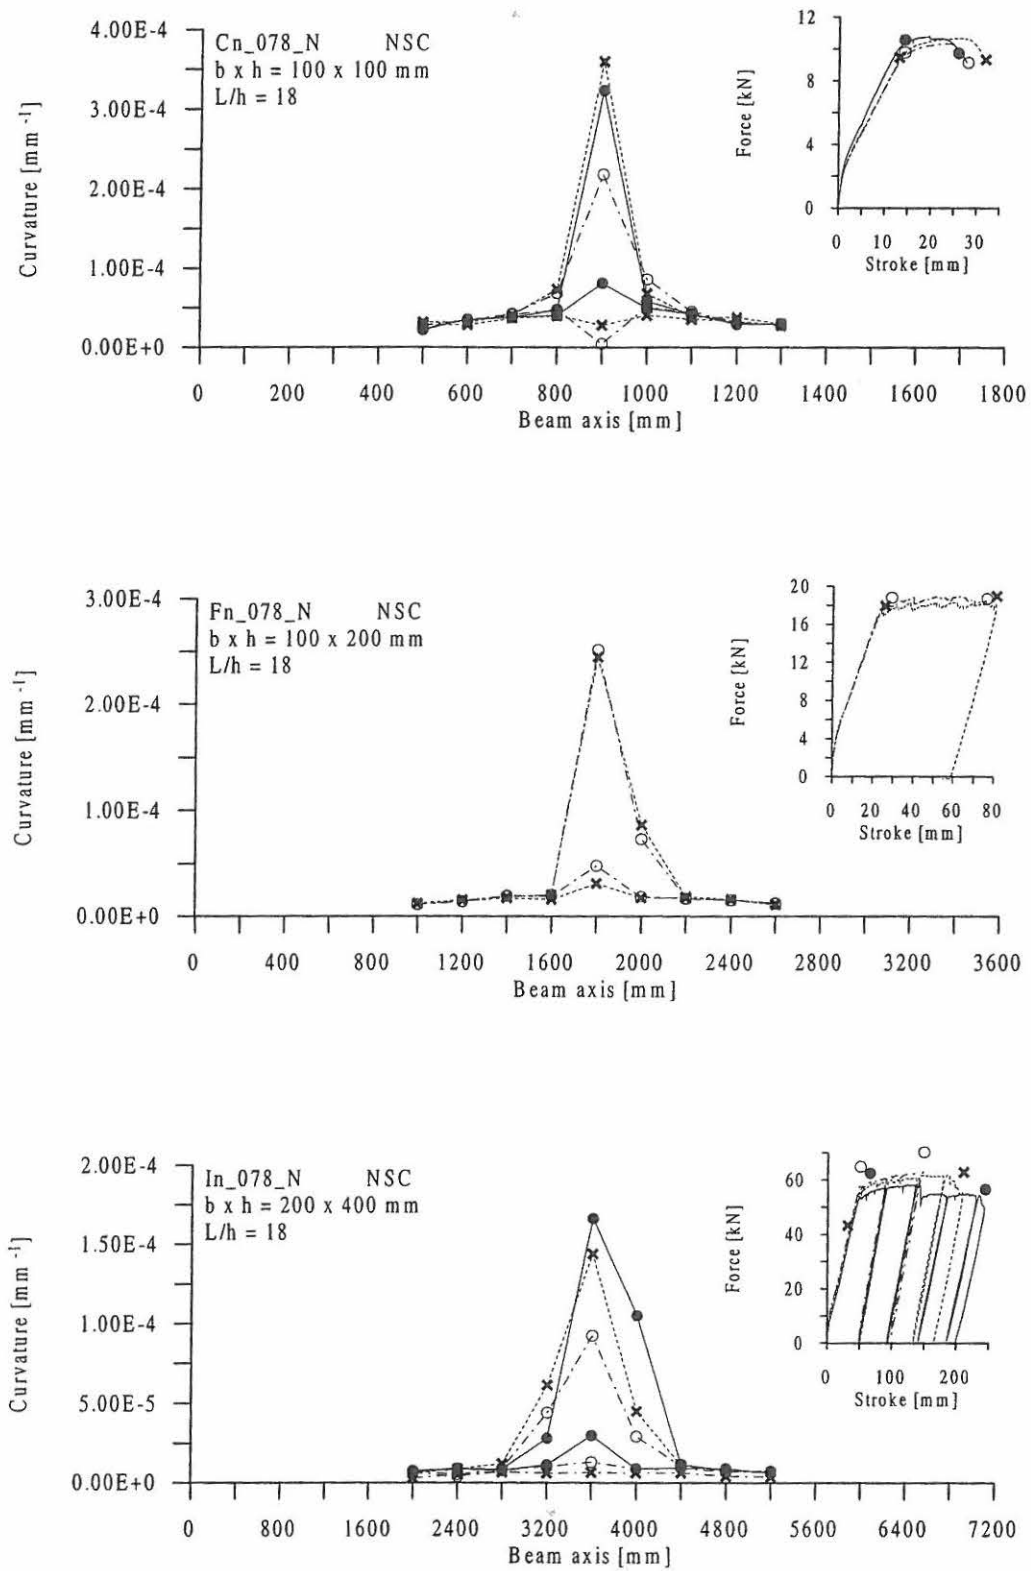 Cn_078_N NSC
b x h = 100 x 100 mm
L/h = 18
Curvature [mm -1]
4.00E-4
3.00E-4
2.00E-4
1.00E-4
0.00E+0
0 200 400 600 800 1000 1200 1400 1600 1800
Beam axis [mm]
Force [kN]
12
8
4
0
0 10 20 30
Stroke [mm]
Fn_078_N NSC
b x h = 100 x 200 mm
L/h = 18
Curvature [mm -1]
3.00E-4
2.00E-4
1.00E-4
0.00E+0
0 400 800 1200 1600 2000 2400 2800 3200 3600
Beam axis [mm]
Force [kN]
20
16
12
8
4
0
0 20 40 60 80
Stroke [mm]
In_078_N NSC
b x h = 200 x 400 mm
L/h = 18
Curvature [mm -1]
2.00E-4
1.50E-4
1.00E-4
5.00E-5
0.00E+0
0 800 1600 2400 3200 4000 4800 5600 6400 7200
Beam axis [mm]
Force [kN]
60
40
20
0
0 100 200
Stroke [mm]